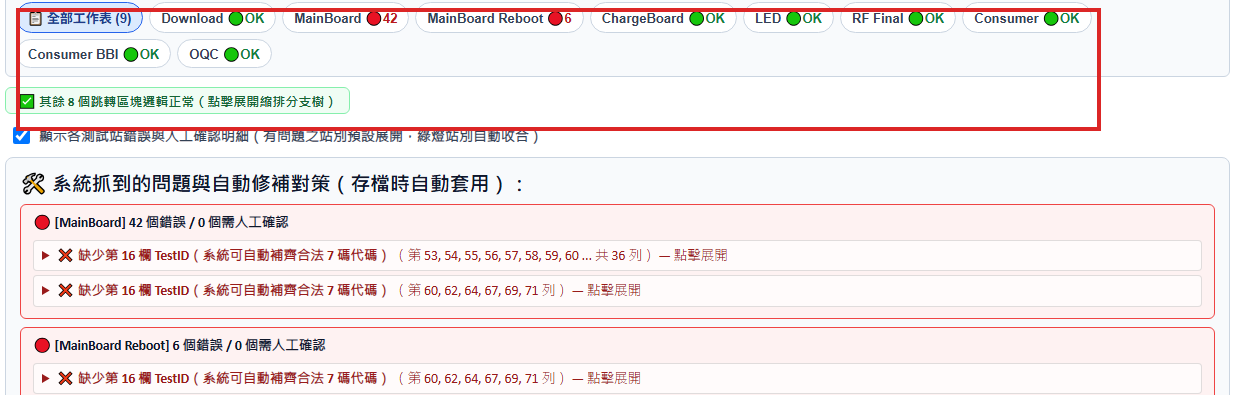 📋 全部工作表 (9) Download 🟢OK MainBoard 🔴42 MainBoard Reboot 🔴6 ChargeBoard 🟢OK LED 🟢OK RF Final 🟢OK Consumer 🟢OK
Consumer BBI 🟢OK OQC 🟢OK
✅ 其餘 8 個跳轉區塊邏輯正常（點擊展開縮排分支樹）
顯示各測試站錯誤與人工確認明細（有問題之站別預設展開．綠燈站別自動收合）
🛠️ 系統抓到的問題與自動修補對策（存檔時自動套用）：
🔴 [MainBoard] 42 個錯誤 / 0 個需人工確認
▶ ❌ 缺少第 16 欄 TestID（系統可自動補齊合法 7 碼代碼）（第 53, 54, 55, 56, 57, 58, 59, 60 ... 共 36 列）— 點擊展開
▶ ❌ 缺少第 16 欄 TestID（系統可自動補齊合法 7 碼代碼）（第 60, 62, 64, 67, 69, 71 列）— 點擊展開
🔴 [MainBoard Reboot] 6 個錯誤 / 0 個需人工確認
▶ ❌ 缺少第 16 欄 TestID（系統可自動補齊合法 7 碼代碼）（第 60, 62, 64, 67, 69, 71 列）— 點擊展開